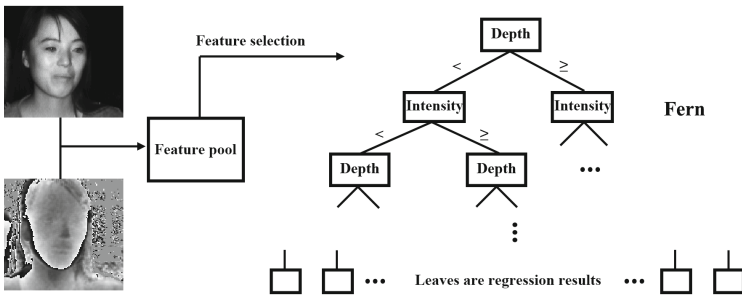 Feature selection
Depth
< ≥
Intensity
Intensity
Fern
< ≥
Feature pool
Depth
Depth
Leaves are regression results